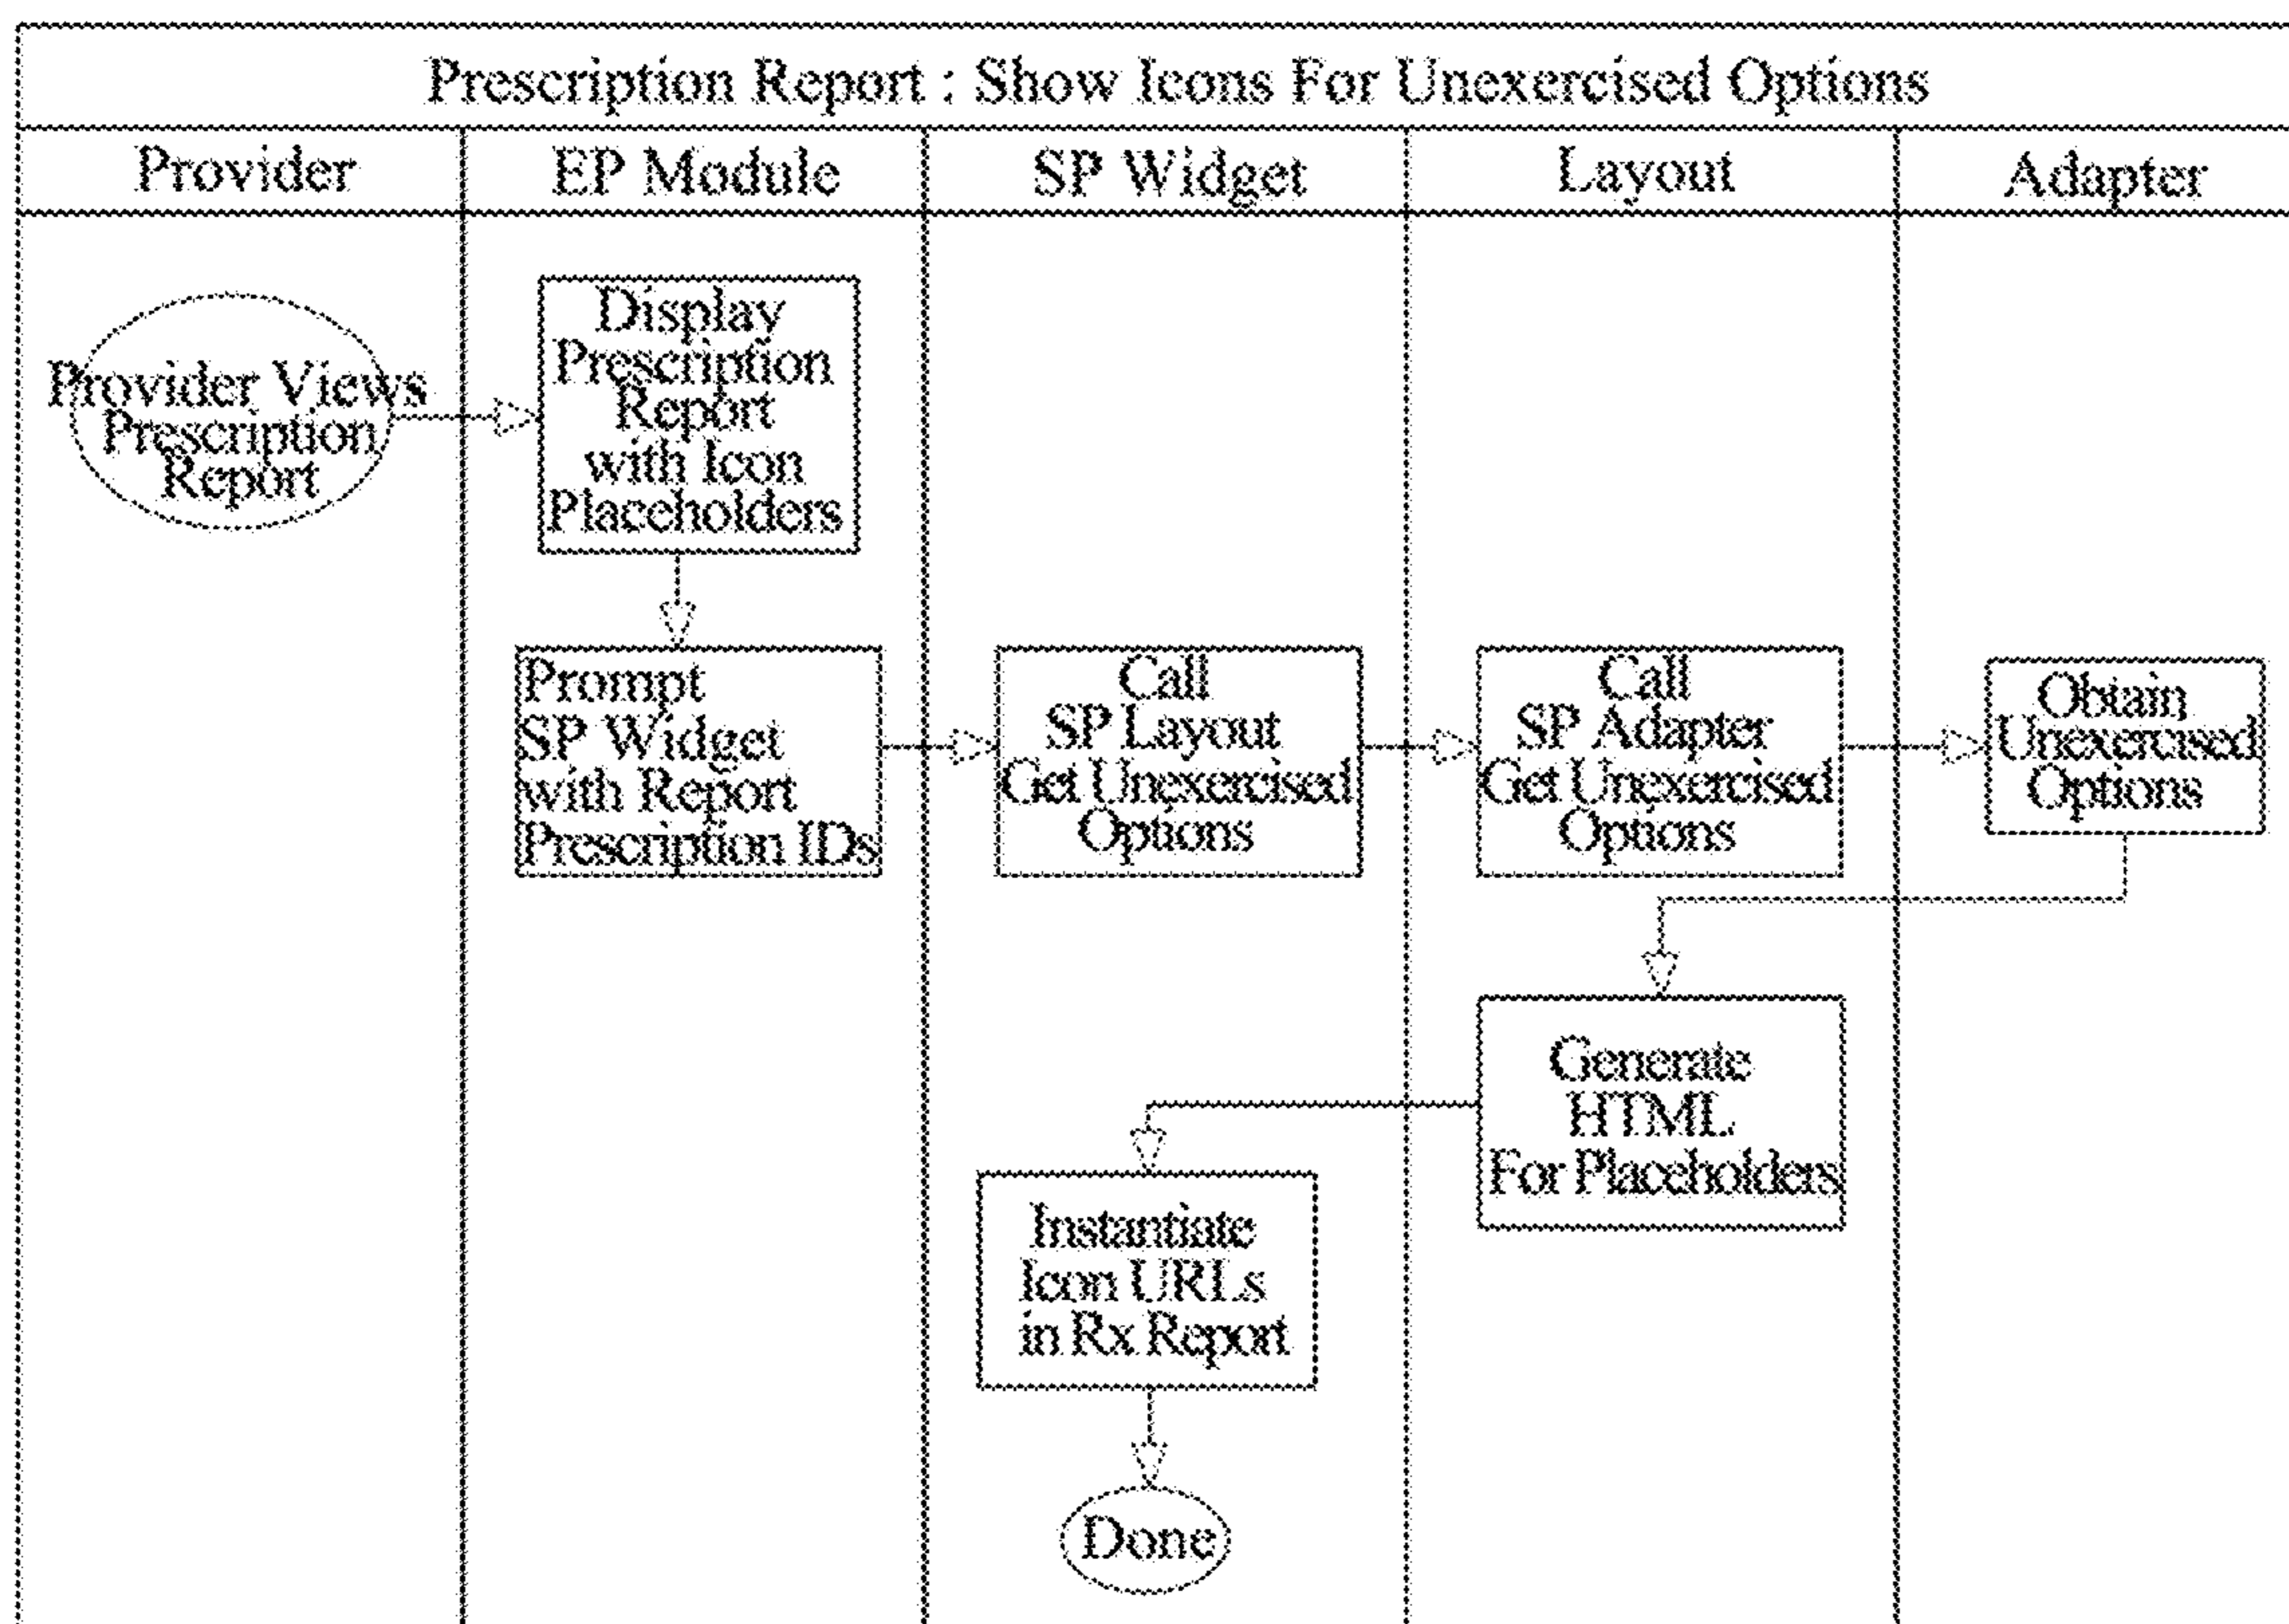 Prescription Report : Show Icons For Unexercised Options
Provider
EP Module
SP Widget
Layout
Adapter
Provider Views
Prescription
Report
Display
Prescription
Report
with Icon
Placeholders
Prompt
SP Widget
with Report
Prescription IDs
Call
SP Layout
Get Unexercised
Options
Call
SP Adapter
Get Unexercised
Options
Obtain
Unexercised
Options
Generate
HTML
For Placeholders
Instantiate
Icon URLs
in Rx Report
Done